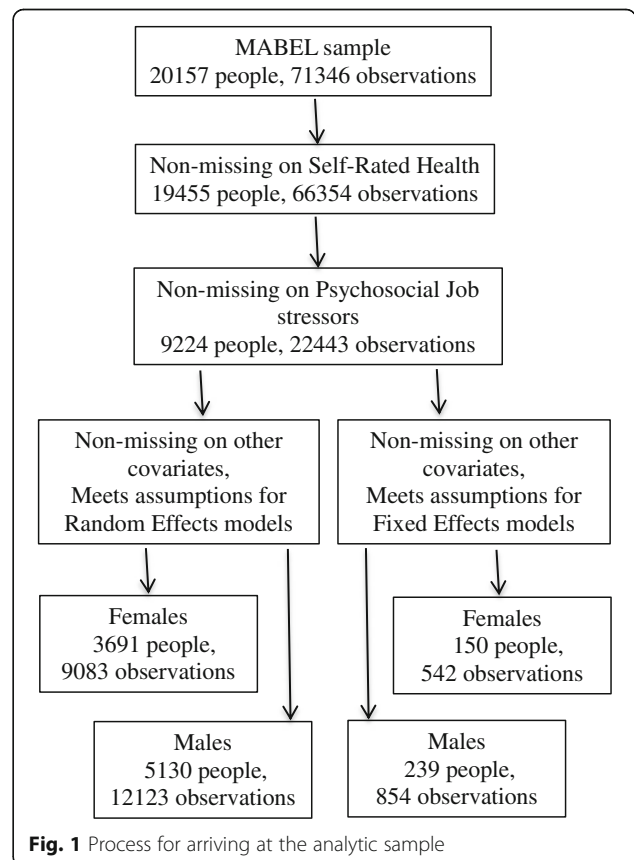 MABEL sample
20157 people, 71346 observations
Non-missing on Self-Rated Health
19455 people, 66354 observations
Non-missing on Psychosocial Job
stressors
9224 people, 22443 observations
Non-missing on other
covariates,
Meets assumptions for
Random Effects models
Non-missing on other
covariates,
Meets assumptions for
Fixed Effects models
Females
3691 people,
9083 observations
Females
150 people,
542 observations
Males
5130 people,
12123 observations
Males
239 people,
854 observations
Fig. 1 Process for arriving at the analytic sample